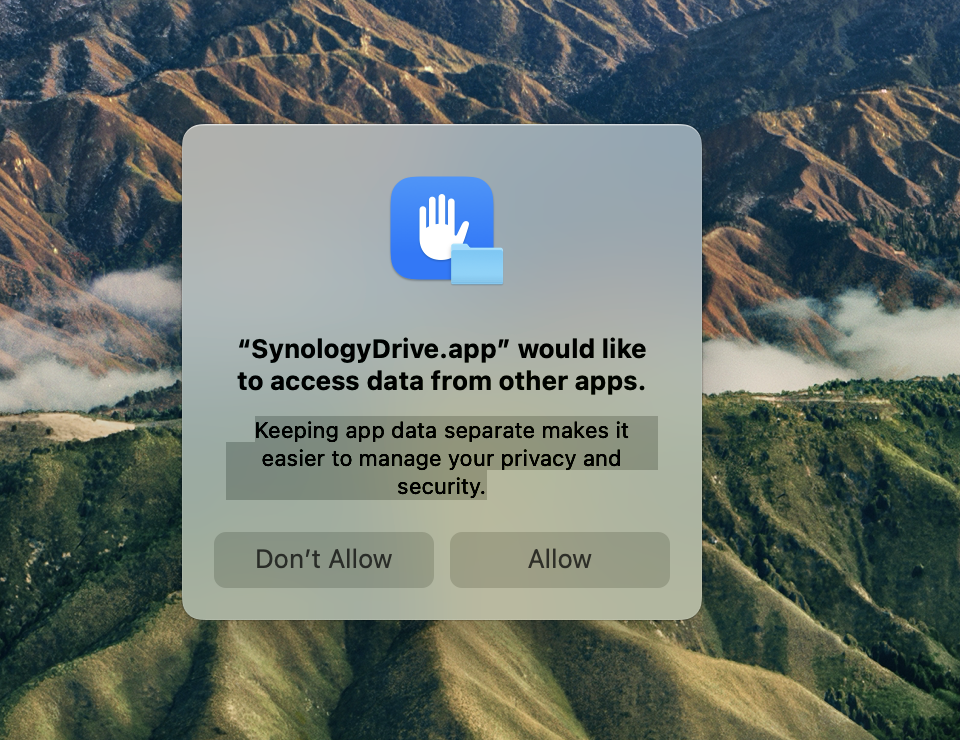 “SynologyDrive.app” would like
to access data from other apps.
Keeping app data separate makes it
easier to manage your privacy and
security.
Don’t Allow
Allow